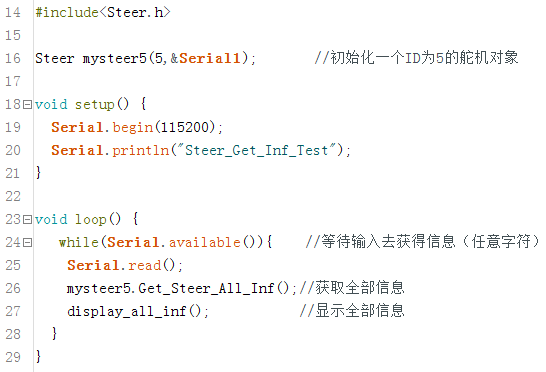 14 #include<Steer.h>
15
16 Steer mysteer5(5,&Serial1); //初始化一个ID为5的舵机对象
17
18 void setup() {
19 Serial.begin(115200);
20 Serial.println("Steer_Get_Inf_Test");
21 }
22
23 void loop() {
24 while(Serial.available()){ //等待输入去获得信息（任意字符）
25 Serial.read();
26 mysteer5.Get_Steer_All_Inf();//获取全部信息
27 display_all_inf(); //显示全部信息
28 }
29 }